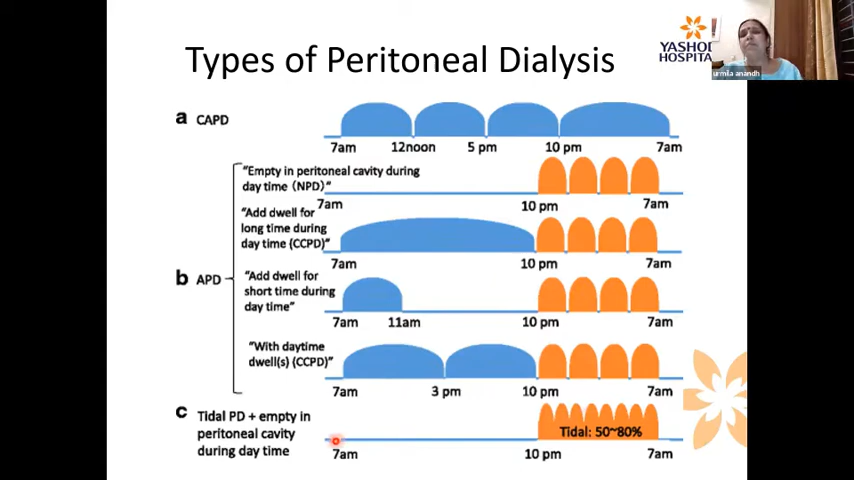 Types of Peritoneal Dialysis
YASHOD
HOSPITA
urmila anandh
a CAPD
7am 12noon 5 pm 10 pm 7am
"Empty in peritoneal cavity during
day time (NPD)"
7am 10 pm 7am
"Add dwell for
long time during
day time (CCPD)"
7am 10 pm 7am
b APD
"Add dwell for
short time during
day time"
7am 11am 10 pm 7am
"With daytime
dwell(s) (CCPD)"
7am 3 pm 10 pm 7am
c Tidal PD + empty in
peritoneal cavity
during day time
Tidal: 50~80%
7am 10 pm 7am